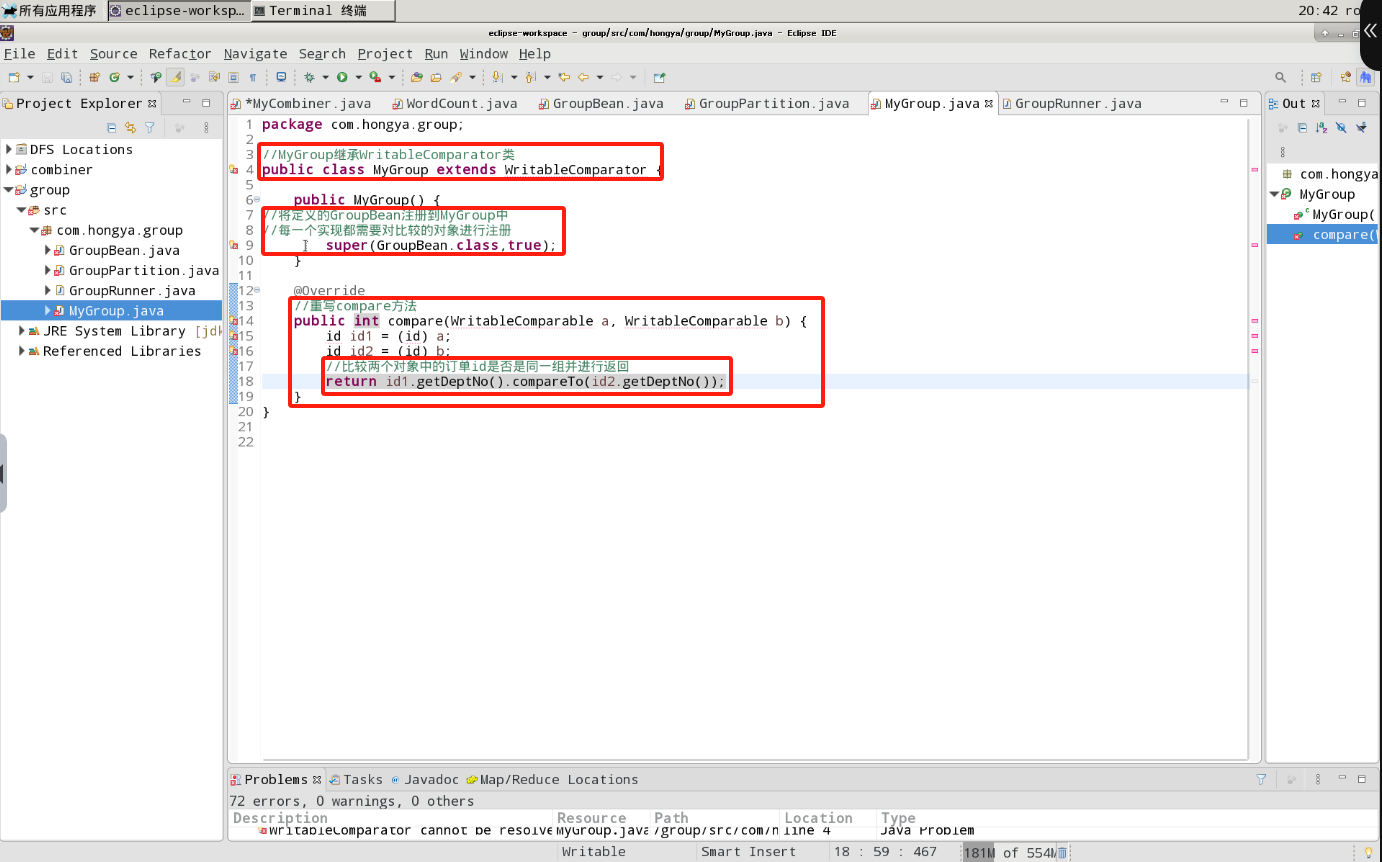 所有应用程序 eclipse-worksp... Terminal 终端 20:42
eclipse-workspace - group/src/com/hongya/group/MyGroup.java - Eclipse IDE
File Edit Source Refactor Navigate Search Project Run Window Help
Project Explorer
DFS Locations
combiner
group
src
com.hongya.group
GroupBean.java
GroupPartition.java
GroupRunner.java
MyGroup.java
JRE System Library [jdk
Referenced Libraries
*MyCombiner.java WordCount.java GroupBean.java GroupPartition.java MyGroup.java GroupRunner.java
1 package com.hongya.group;
2
3 //MyGroup继承WritableComparator类
4 public class MyGroup extends WritableComparator {
5
6 public MyGroup() {
7 //将定义的GroupBean注册到MyGroup中
8 //每一个实现都需要对比较的对象进行注册
9 super(GroupBean.class,true);
10 }
11
12 @Override
13 //重写compare方法
14 public int compare(WritableComparable a, WritableComparable b) {
15 id id1 = (id) a;
16 id id2 = (id) b;
17 //比较两个对象中的订单id是否是同一组并进行返回
18 return id1.getDeptNo().compareTo(id2.getDeptNo());
19 }
20 }
21
22
Out
com.hongya
MyGroup
MyGroup(
compare(
Problems Tasks Javadoc Map/Reduce Locations
72 errors, 0 warnings, 0 others
Description Resource Path Location Type
WritableComparator cannot be resolve MyGroup.java /group/src/com/h line 4 Java Problem
Writable Smart Insert 18 : 59 : 467 181M of 554M